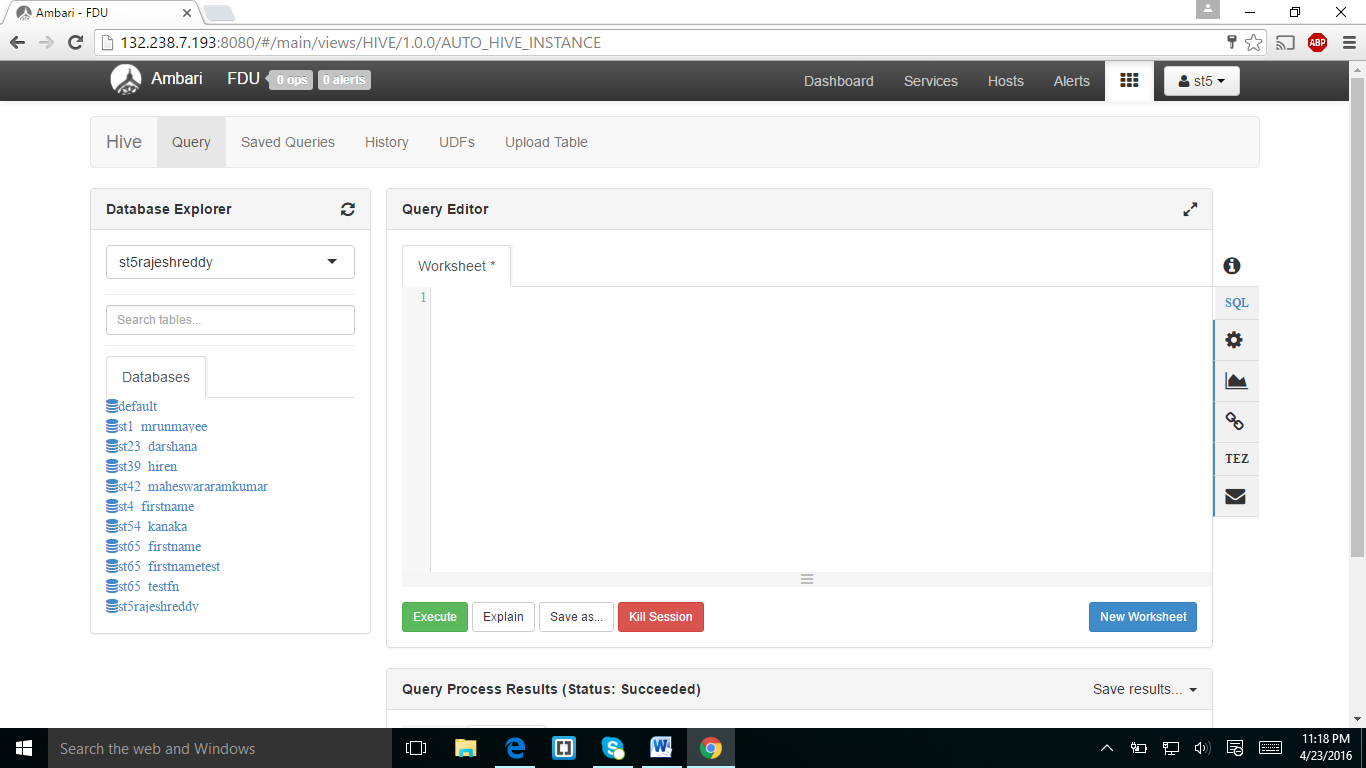 Ambari - FDU
132.238.7.193:8080/#/main/views/HIVE/1.0.0/AUTO_HIVE_INSTANCE
ABP
Ambari FDU 0 ops 0 alerts Dashboard Services Hosts Alerts st5
Hive Query Saved Queries History UDFs Upload Table
Database Explorer
st5rajeshreddy
Search tables...
Databases
default
st1 mrunmayee
st23 darshana
st39 hiren
st42 maheswararamkumar
st4 firstname
st54 kanaka
st65 firstname
st65 firstnametest
st65 testfn
st5rajeshreddy
Query Editor
Worksheet *
1
SQL
TEZ
Execute Explain Save as... Kill Session New Worksheet
Query Process Results (Status: Succeeded) Save results...
Search the web and Windows
11:18 PM
4/23/2016